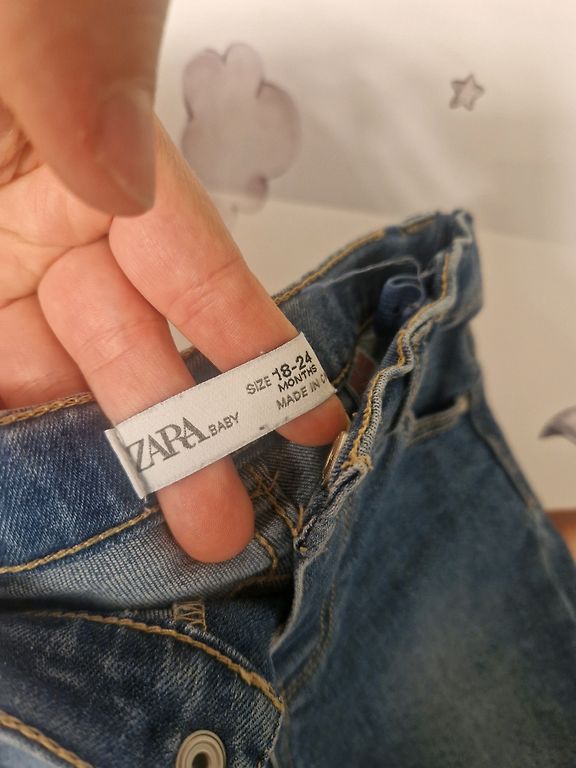 ZARA BABY
SIZE 18-24
MONTHS
MADE IN